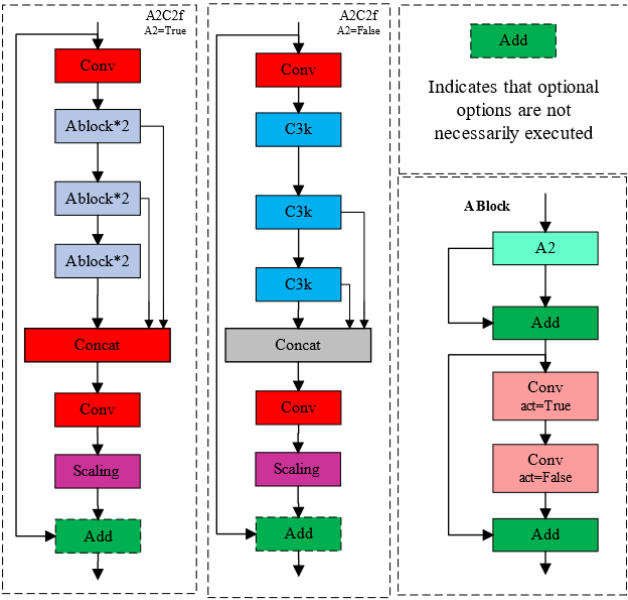 A2C2f
A2=True
Conv
Ablock*2
Ablock*2
Ablock*2
Concat
Conv
Scaling
Add
A2C2f
A2=False
Conv
C3k
C3k
C3k
Concat
Conv
Scaling
Add
Add
Indicates that optional
options are not
necessarily executed
A Block
A2
Add
Conv
act=True
Conv
act=False
Add